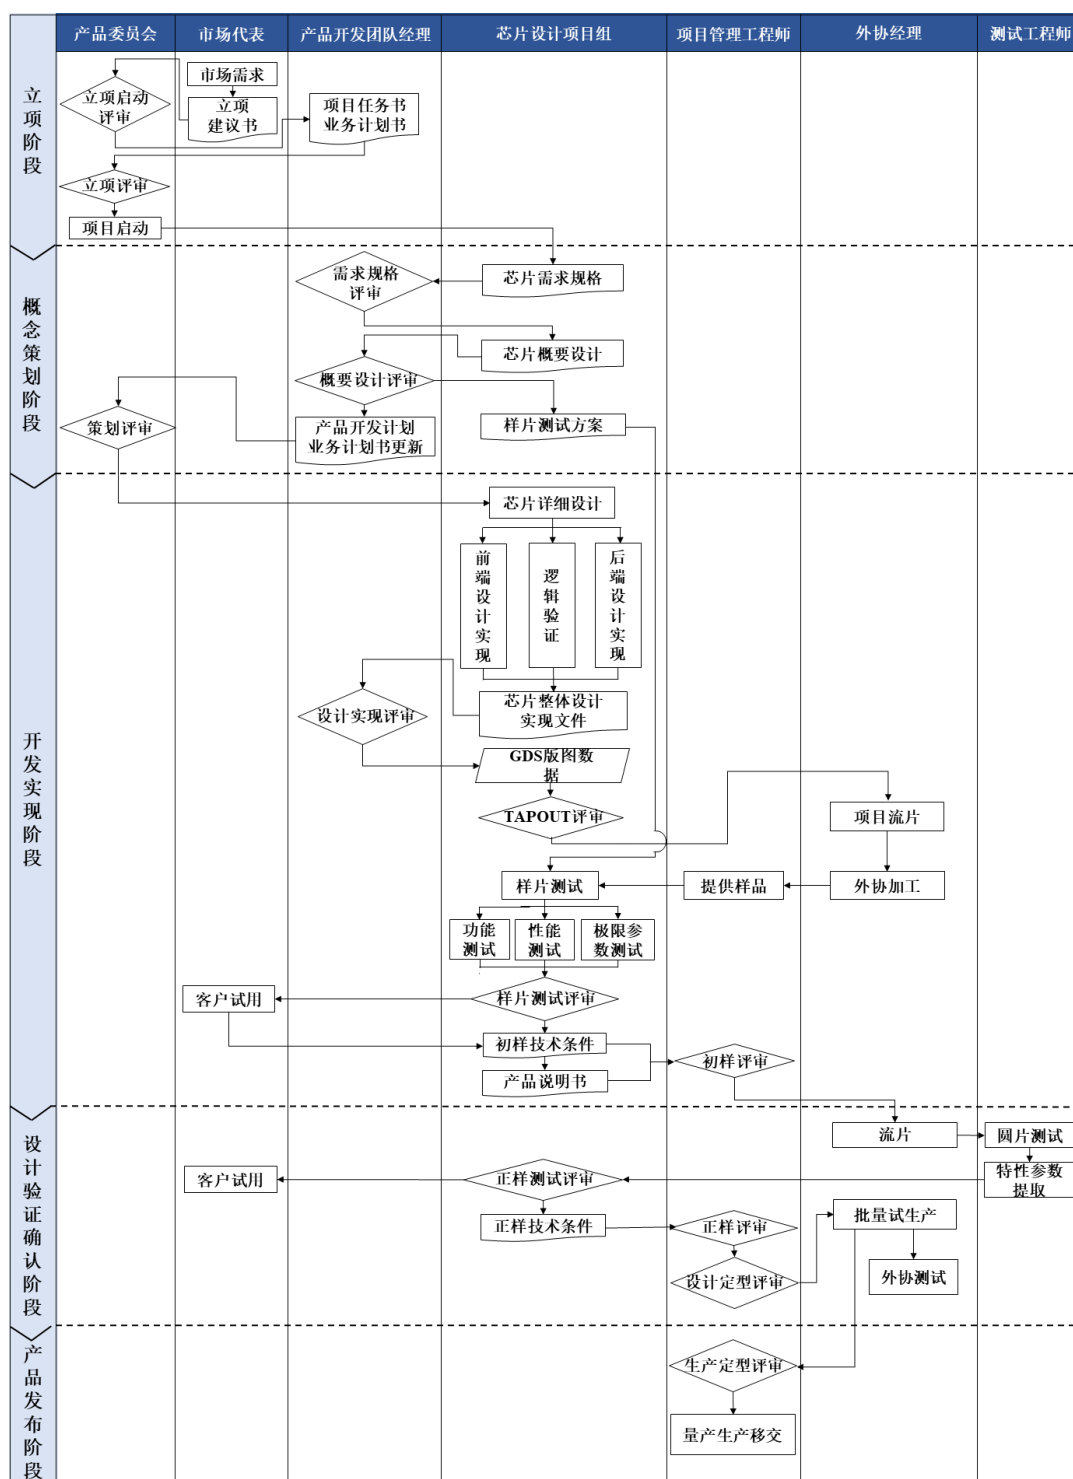 产品委员会
市场代表
产品开发团队经理
芯片设计项目组
项目管理工程师
外协经理
测试工程师
立项阶段
市场需求
立项启动
评审
立项
建议书
项目任务书
业务计划书
立项评审
项目启动
概念策划阶段
需求规格
评审
芯片需求规格
芯片概要设计
概要设计评审
策划评审
产品开发计划
业务计划书更新
样片测试方案
开发实现阶段
芯片详细设计
前端设计实现
逻辑验证
后端设计实现
设计实现评审
芯片整体设计
实现文件
GDS版图数
据
TAPOUT评审
项目流片
样片测试
提供样品
外协加工
功能
测试
性能
测试
极限参
数测试
客户试用
样片测试评审
初样技术条件
产品说明书
初样评审
设计验证确认阶段
流片
圆片测试
客户试用
正样测试评审
特性参数
提取
正样技术条件
正样评审
批量试生产
设计定型评审
外协测试
产品发布阶段
生产定型评审
量产生产移交